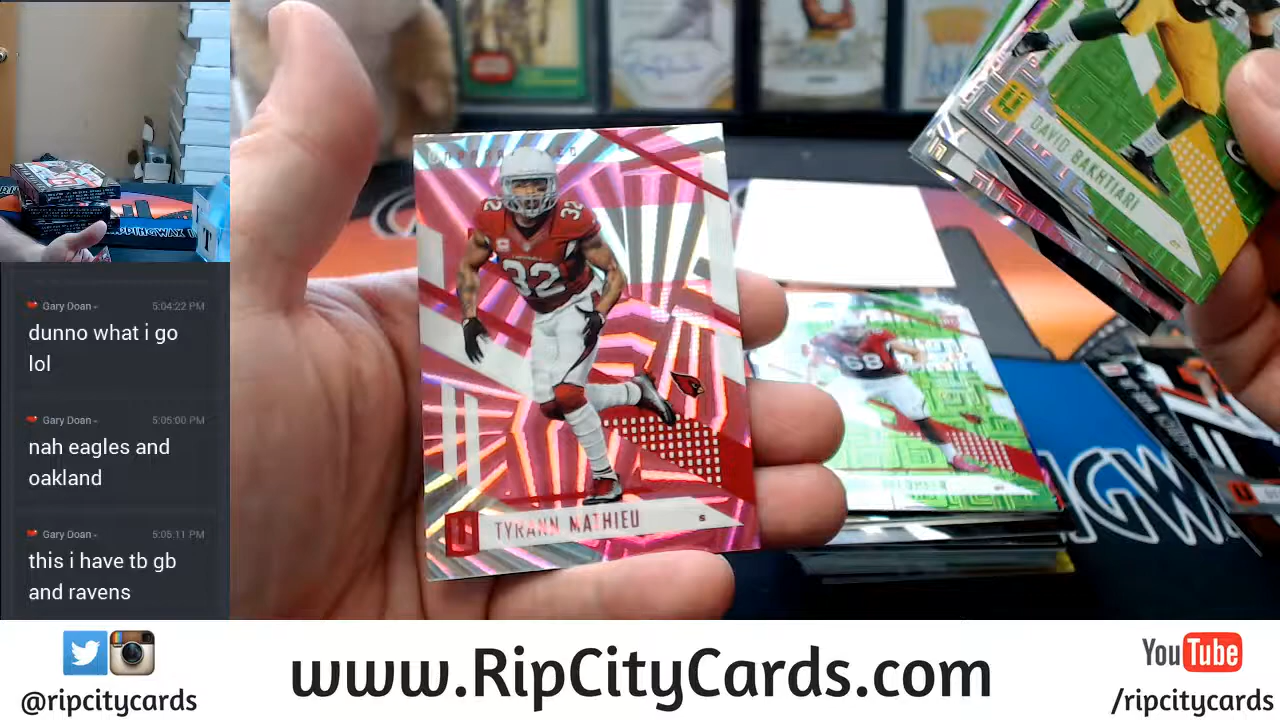 Gary Doan
5:04:22 PM
dunno what i go
lol
Gary Doan
5:05:00 PM
nah eagles and
oakland
Gary Doan
5:05:11 PM
this i have tb gb
and ravens
32
32
TYRANN MATHIEU
S
DAVID BAKHTIARI
68
@ripcitycards
www.RipCityCards.com
YouTube
/ripcitycards